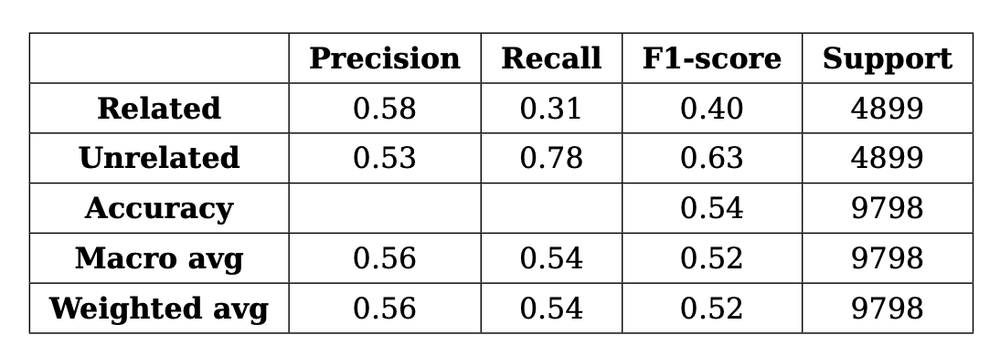 Precision Recall F1-score Support
Related 0.58 0.31 0.40 4899
Unrelated 0.53 0.78 0.63 4899
Accuracy 0.54 9798
Macro avg 0.56 0.54 0.52 9798
Weighted avg 0.56 0.54 0.52 9798